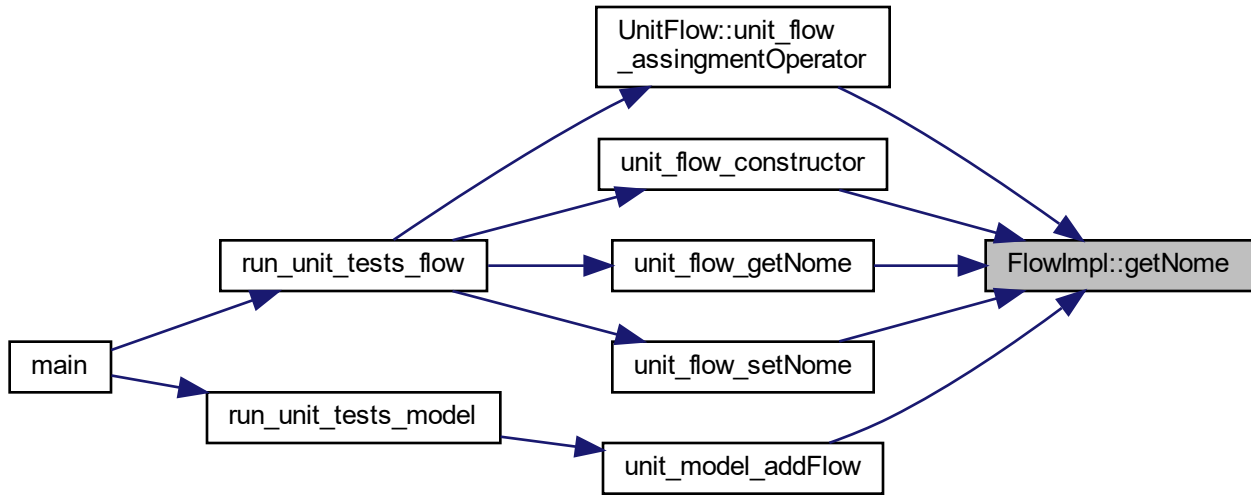 UnitFlow::unit_flow
_assingmentOperator
unit_flow_constructor
run_unit_tests_flow
unit_flow_getNome
FlowImpl::getNome
main
unit_flow_setNome
run_unit_tests_model
unit_model_addFlow